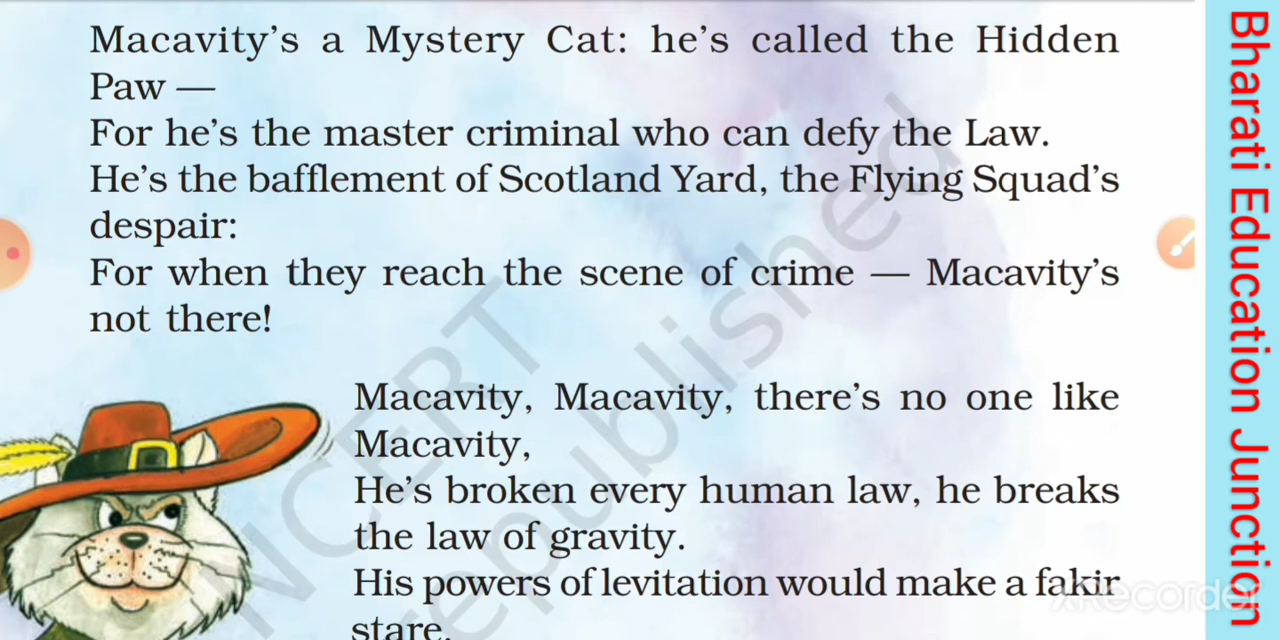 Macavity’s a Mystery Cat: he’s called the Hidden
Paw —
For he’s the master criminal who can defy the Law.
He’s the bafflement of Scotland Yard, the Flying Squad’s
despair:
For when they reach the scene of crime — Macavity’s
not there!
Macavity, Macavity, there’s no one like
Macavity,
He’s broken every human law, he breaks
the law of gravity.
His powers of levitation would make a fakir
stare,
NCERT
republished
Bharati Education Junction
XRecorder